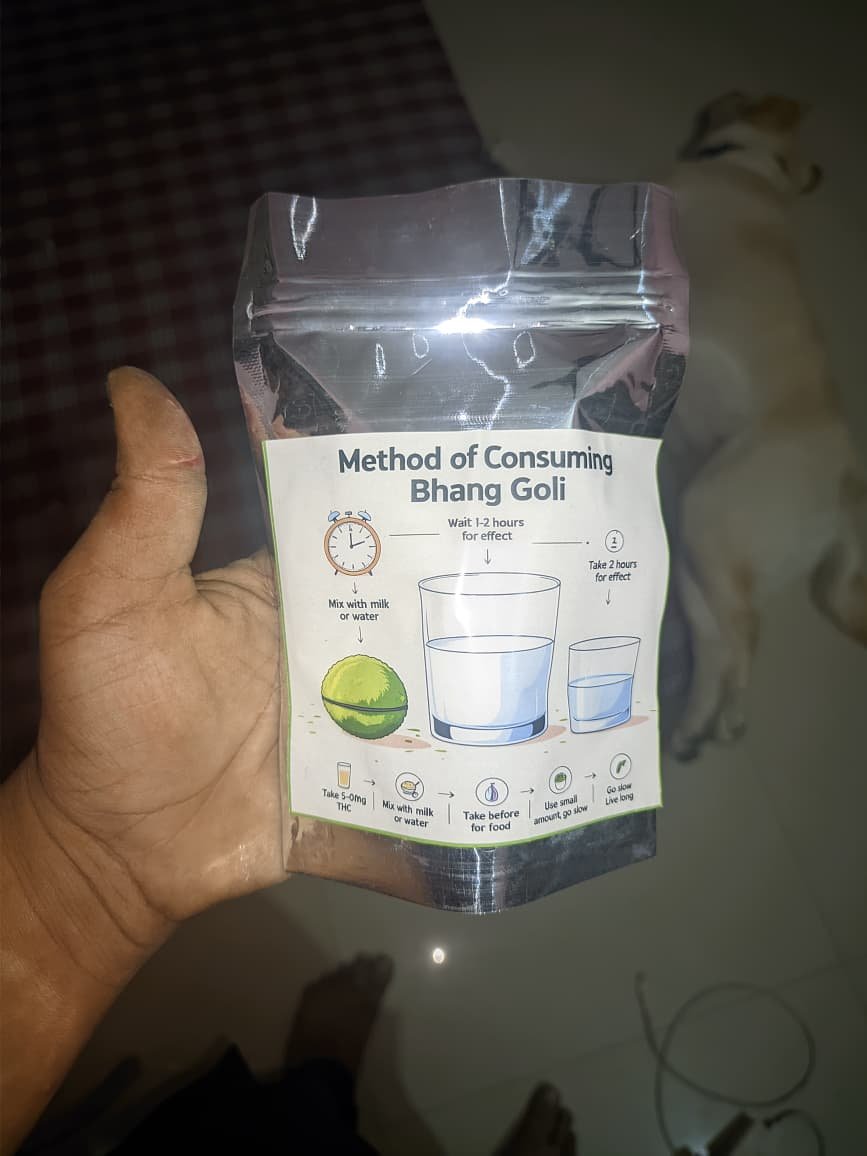 Method of Consuming
Bhang Goli
Wait 1-2 hours
for effect
Take 2 hours
for effect
Mix with milk
or water
Take 5-0mg
THC
Mix with milk
or water
Take before
for food
Use small
amount, go slow
Go slow
Live long